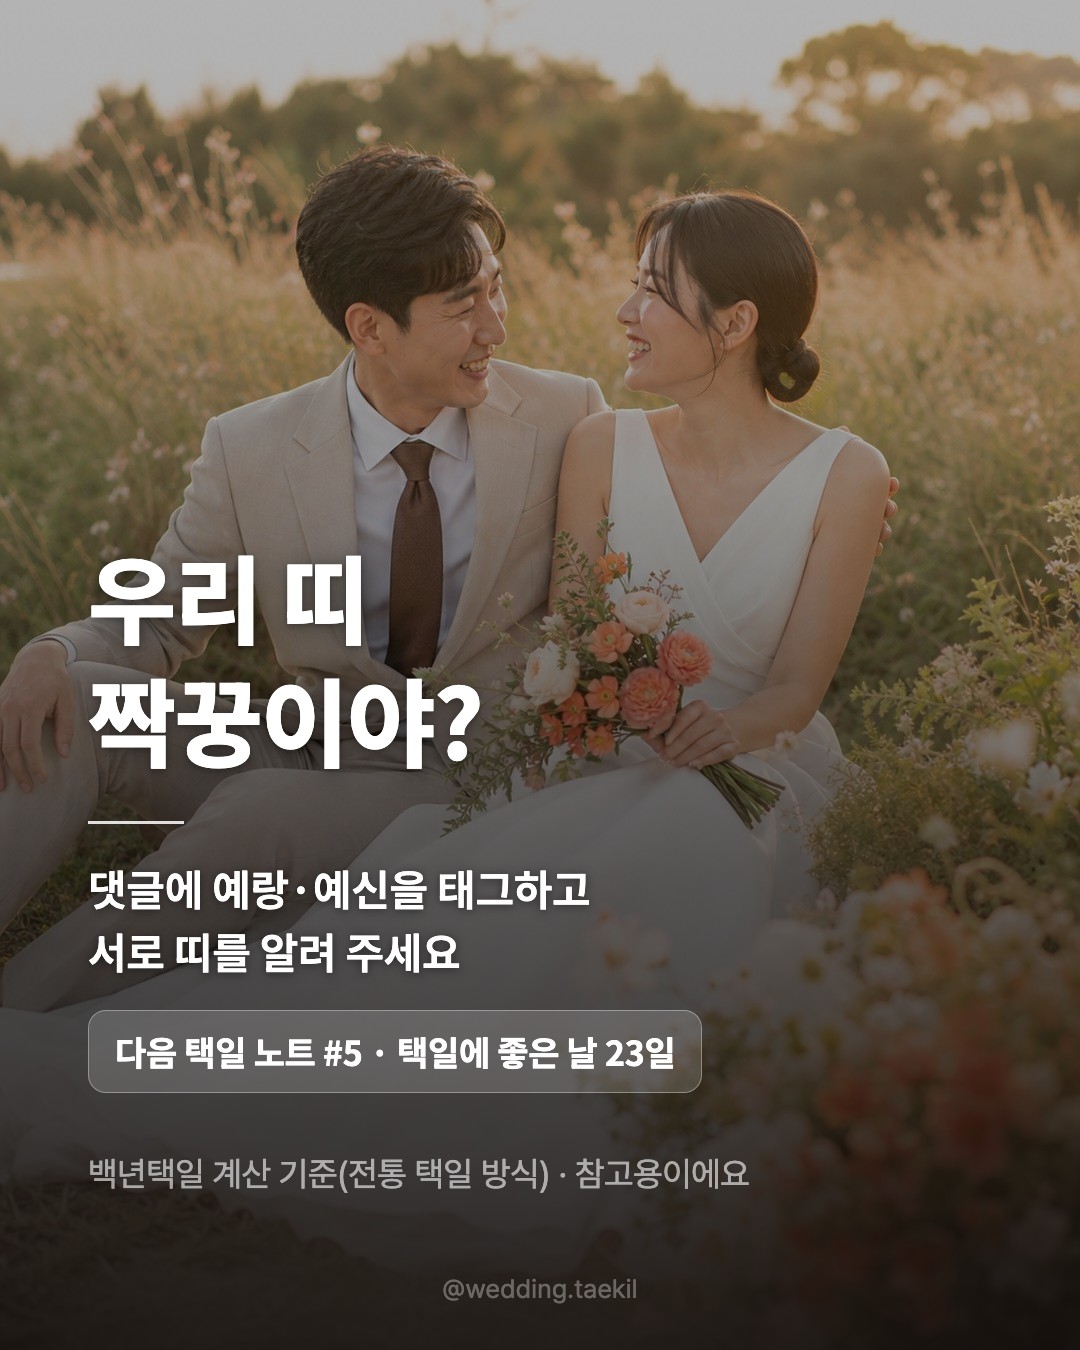 우리 띠
짝꿍이야?
댓글에 예랑·예신을 태그하고
서로 띠를 알려 주세요
다음 택일 노트 #5 · 택일에 좋은 날 23일
백년택일 계산 기준(전통 택일 방식) · 참고용이에요
@wedding.taekil